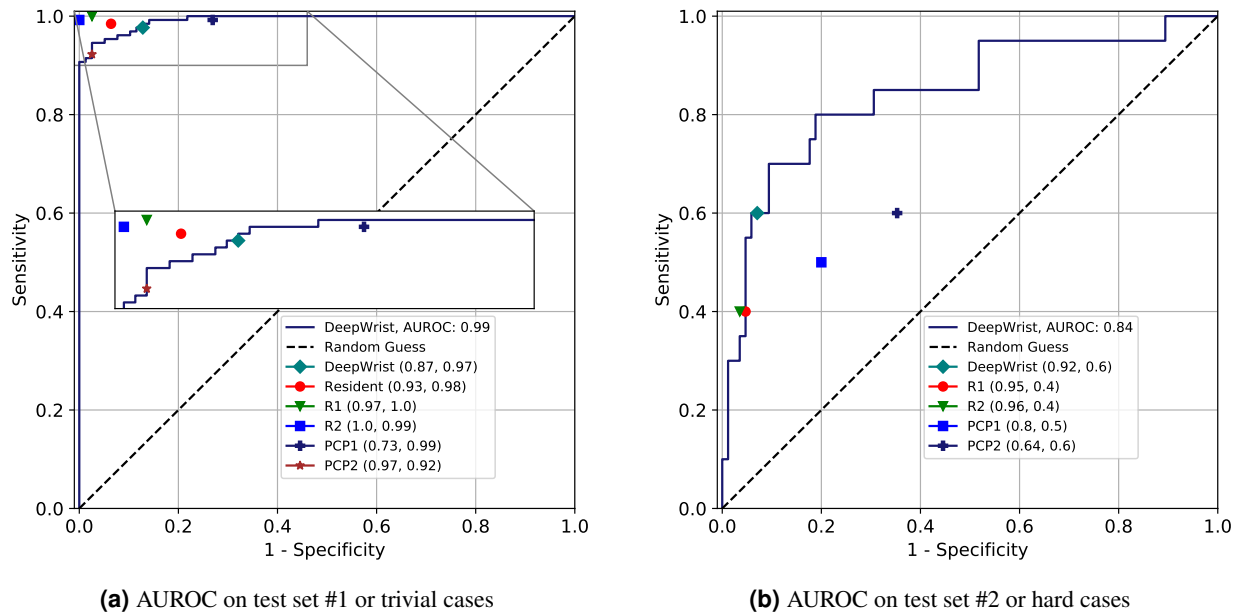 1.0
0.8
0.6
0.4
0.2
0.0
Sensitivity
0.0 0.2 0.4 0.6 0.8 1.0
1 - Specificity
DeepWrist, AUROC: 0.99
Random Guess
DeepWrist (0.87, 0.97)
Resident (0.93, 0.98)
R1 (0.97, 1.0)
R2 (1.0, 0.99)
PCP1 (0.73, 0.99)
PCP2 (0.97, 0.92)
(a) AUROC on test set #1 or trivial cases
1.0
0.8
0.6
0.4
0.2
0.0
Sensitivity
0.0 0.2 0.4 0.6 0.8 1.0
1 - Specificity
DeepWrist, AUROC: 0.84
Random Guess
DeepWrist (0.92, 0.6)
R1 (0.95, 0.4)
R2 (0.96, 0.4)
PCP1 (0.8, 0.5)
PCP2 (0.64, 0.6)
(b) AUROC on test set #2 or hard cases